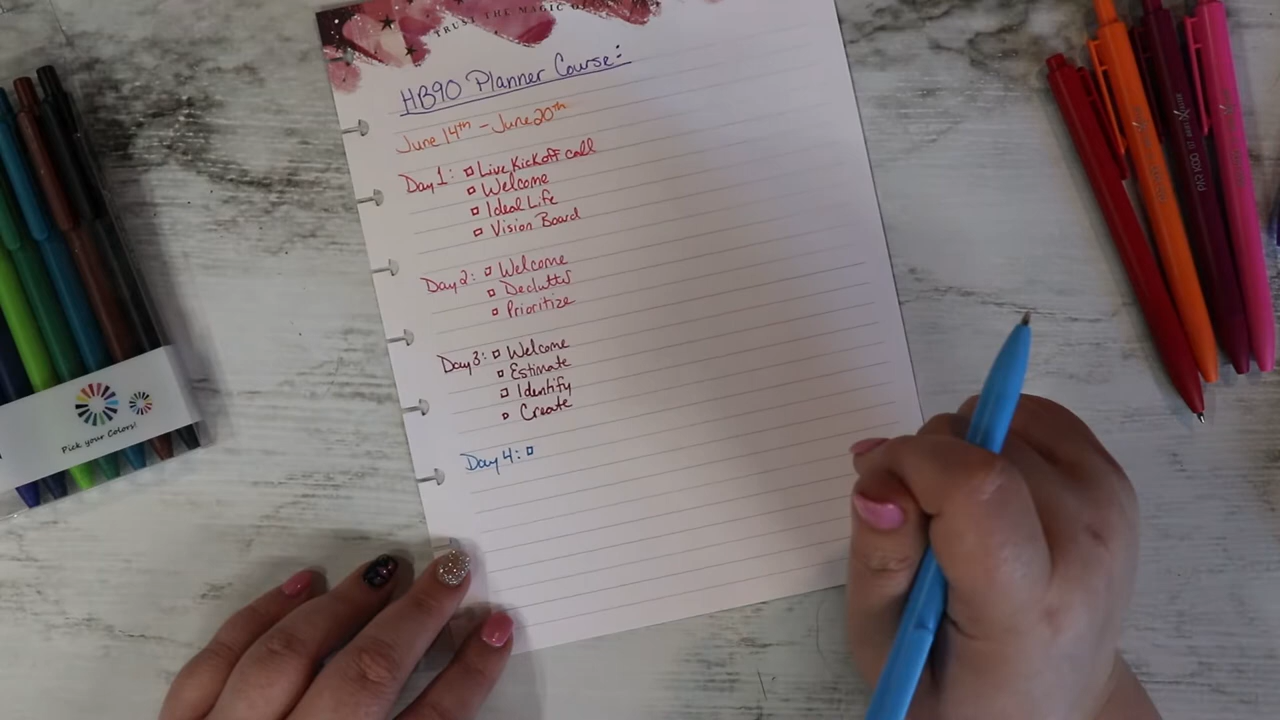 TRUST THE MAGIC OF
HB90 Planner Course:
June 14th - June 20th
Day 1: Live Kickoff call
Welcome
Ideal Life
Vision Board
Day 2: Welcome
Declutter
Prioritize
Day 3: Welcome
Estimate
Identify
Create
Day 4:
Pick your Colors!